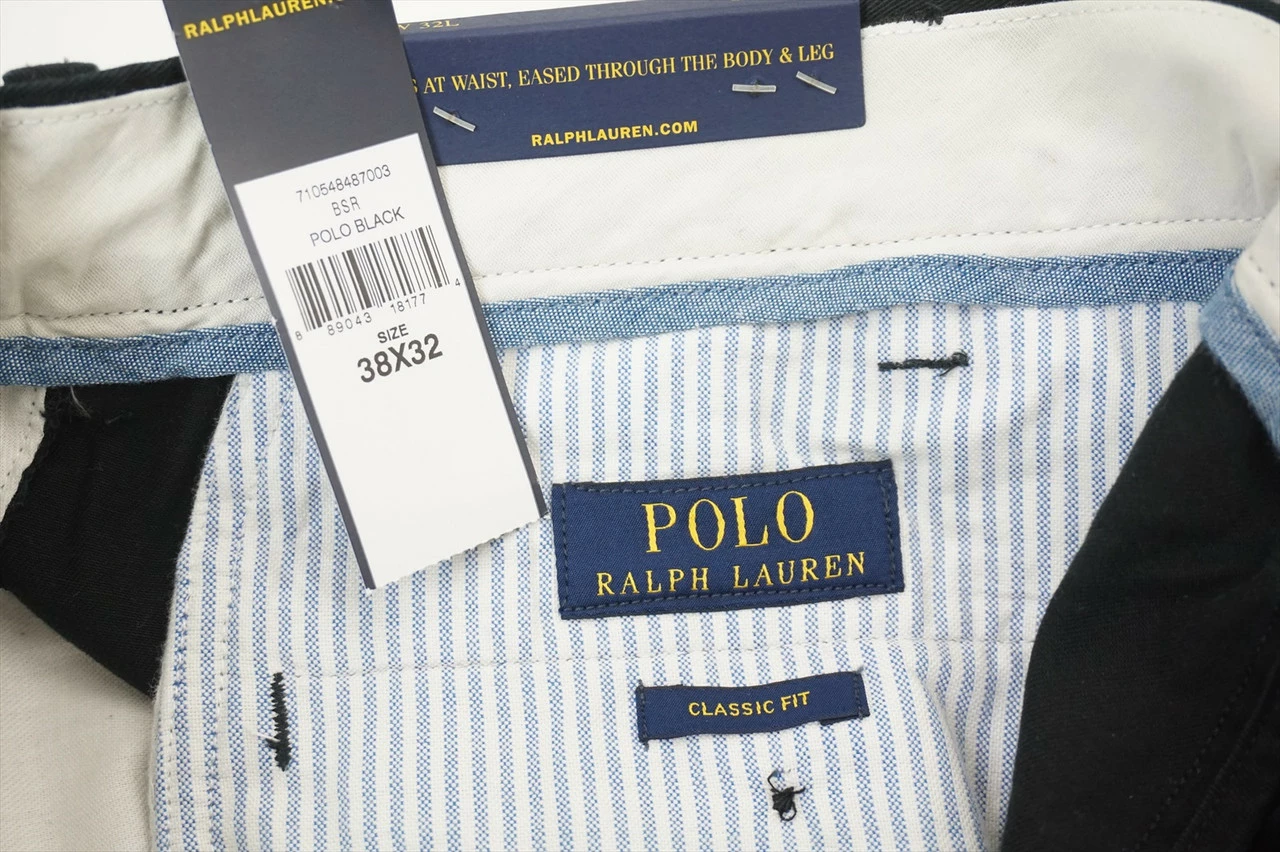 RALPHLAUREN.
32L
AT WAIST, EASED THROUGH THE BODY & LEG
RALPHLAUREN.COM
710548487003
BSR
POLO BLACK
8 89043 18177 4
SIZE
38X32
POLO
RALPH LAUREN
CLASSIC FIT